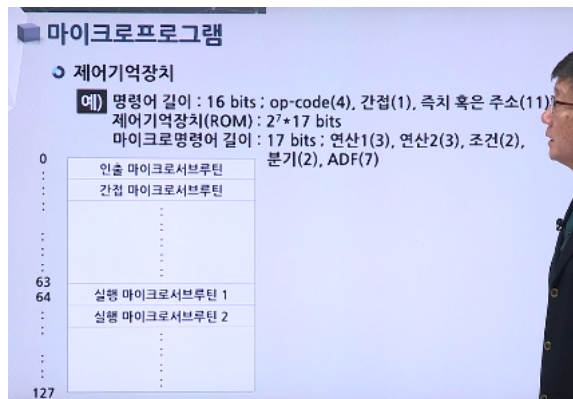 마이크로프로그램
제어기억장치
예) 명령어 길이 : 16 bits ; op-code(4), 간접(1), 즉치 혹은 주소(11)
제어기억장치(ROM) : 2⁷*17 bits
마이크로명령어 길이 : 17 bits ; 연산1(3), 연산2(3), 조건(2),
분기(2), ADF(7)
0
인출 마이크로서브루틴
간접 마이크로서브루틴
63
64
실행 마이크로서브루틴 1
실행 마이크로서브루틴 2
127